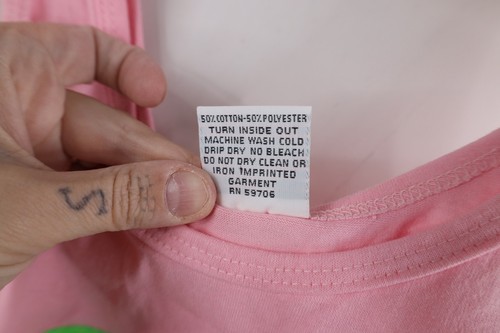 50%COTTON-50%POLYESTER
TURN INSIDE OUT
MACHINE WASH COLD
DRIP DRY NO BLEACH
DO NOT DRY CLEAN OR
IRON IMPRINTED
GARMENT
RN 59706